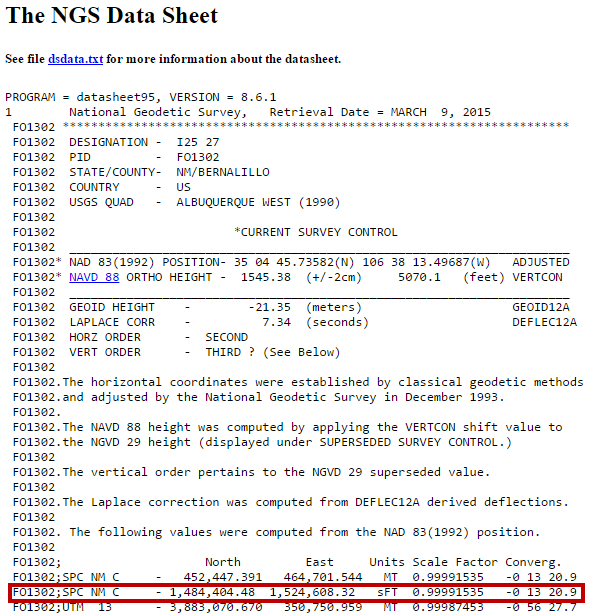 The NGS Data Sheet
See file dsdata.txt for more information about the datasheet.
PROGRAM = datasheet95, VERSION = 8.6.1
1        National Geodetic Survey,   Retrieval Date = MARCH  9, 2015
FO1302 ***********************************************************************
FO1302  DESIGNATION -  I25 27
FO1302  PID         -  FO1302
FO1302  STATE/COUNTY-  NM/BERNALILLO
FO1302  COUNTRY     -  US
FO1302  USGS QUAD   -  ALBUQUERQUE WEST (1990)
FO1302
FO1302                         *CURRENT SURVEY CONTROL
FO1302  ______________________________________________________________________
FO1302* NAD 83(1992) POSITION- 35 04 45.73582(N) 106 38 13.49687(W)   ADJUSTED
FO1302* NAVD 88 ORTHO HEIGHT -  1545.38  (+/-2cm)     5070.1   (feet) VERTCON
FO1302  ______________________________________________________________________
FO1302  GEOID HEIGHT    -        -21.35  (meters)                     GEOID12A
FO1302  LAPLACE CORR    -          7.34  (seconds)                    DEFLEC12A
FO1302  HORZ ORDER      -  SECOND
FO1302  VERT ORDER      -  THIRD ? (See Below)
FO1302
FO1302.The horizontal coordinates were established by classical geodetic methods
FO1302.and adjusted by the National Geodetic Survey in December 1993.
FO1302.
FO1302.The NAVD 88 height was computed by applying the VERTCON shift value to
FO1302.the NGVD 29 height (displayed under SUPERSEDED SURVEY CONTROL.)
FO1302
FO1302.The vertical order pertains to the NGVD 29 superseded value.
FO1302
FO1302.The Laplace correction was computed from DEFLEC12A derived deflections.
FO1302
FO1302. The following values were computed from the NAD 83(1992) position.
FO1302
FO1302;                     North         East     Units Scale Factor Converg.
FO1302;SPC NM C     -   452,447.391   464,701.544   MT  0.99991535   -0 13 20.9
FO1302;SPC NM C     - 1,484,404.48  1,524,608.32   sFT  0.99991535   -0 13 20.9
FO1302;UTM  13      - 3,883,070.670   350,750.959   MT  0.99987453   -0 56 27.7